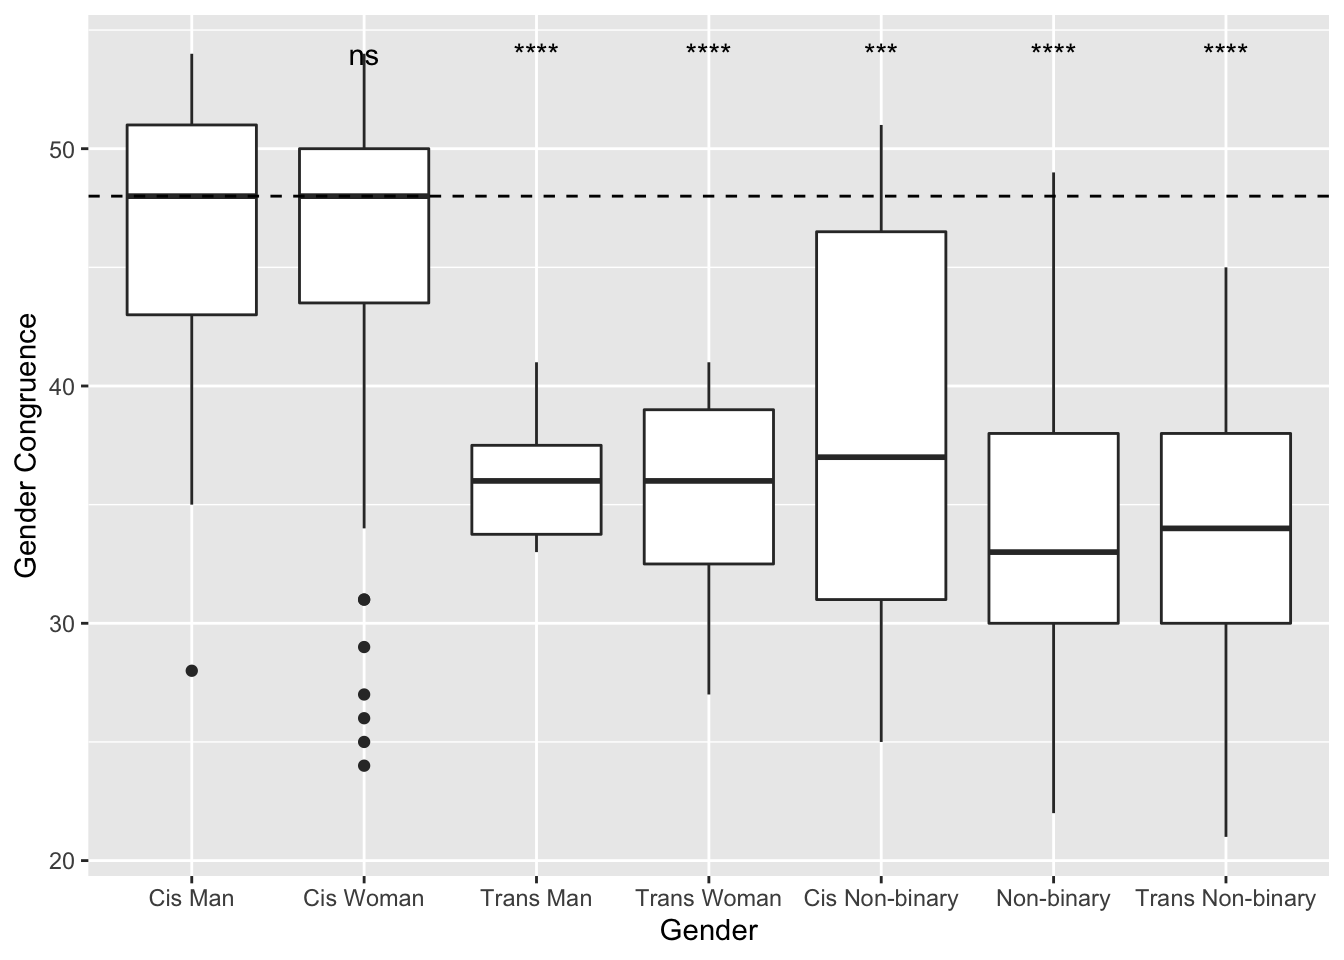 ns **** **** *** **** ****
50
40
30
20
Gender Congruence
Cis Man Cis Woman Trans Man Trans Woman Cis Non-binary Non-binary Trans Non-binary
Gender